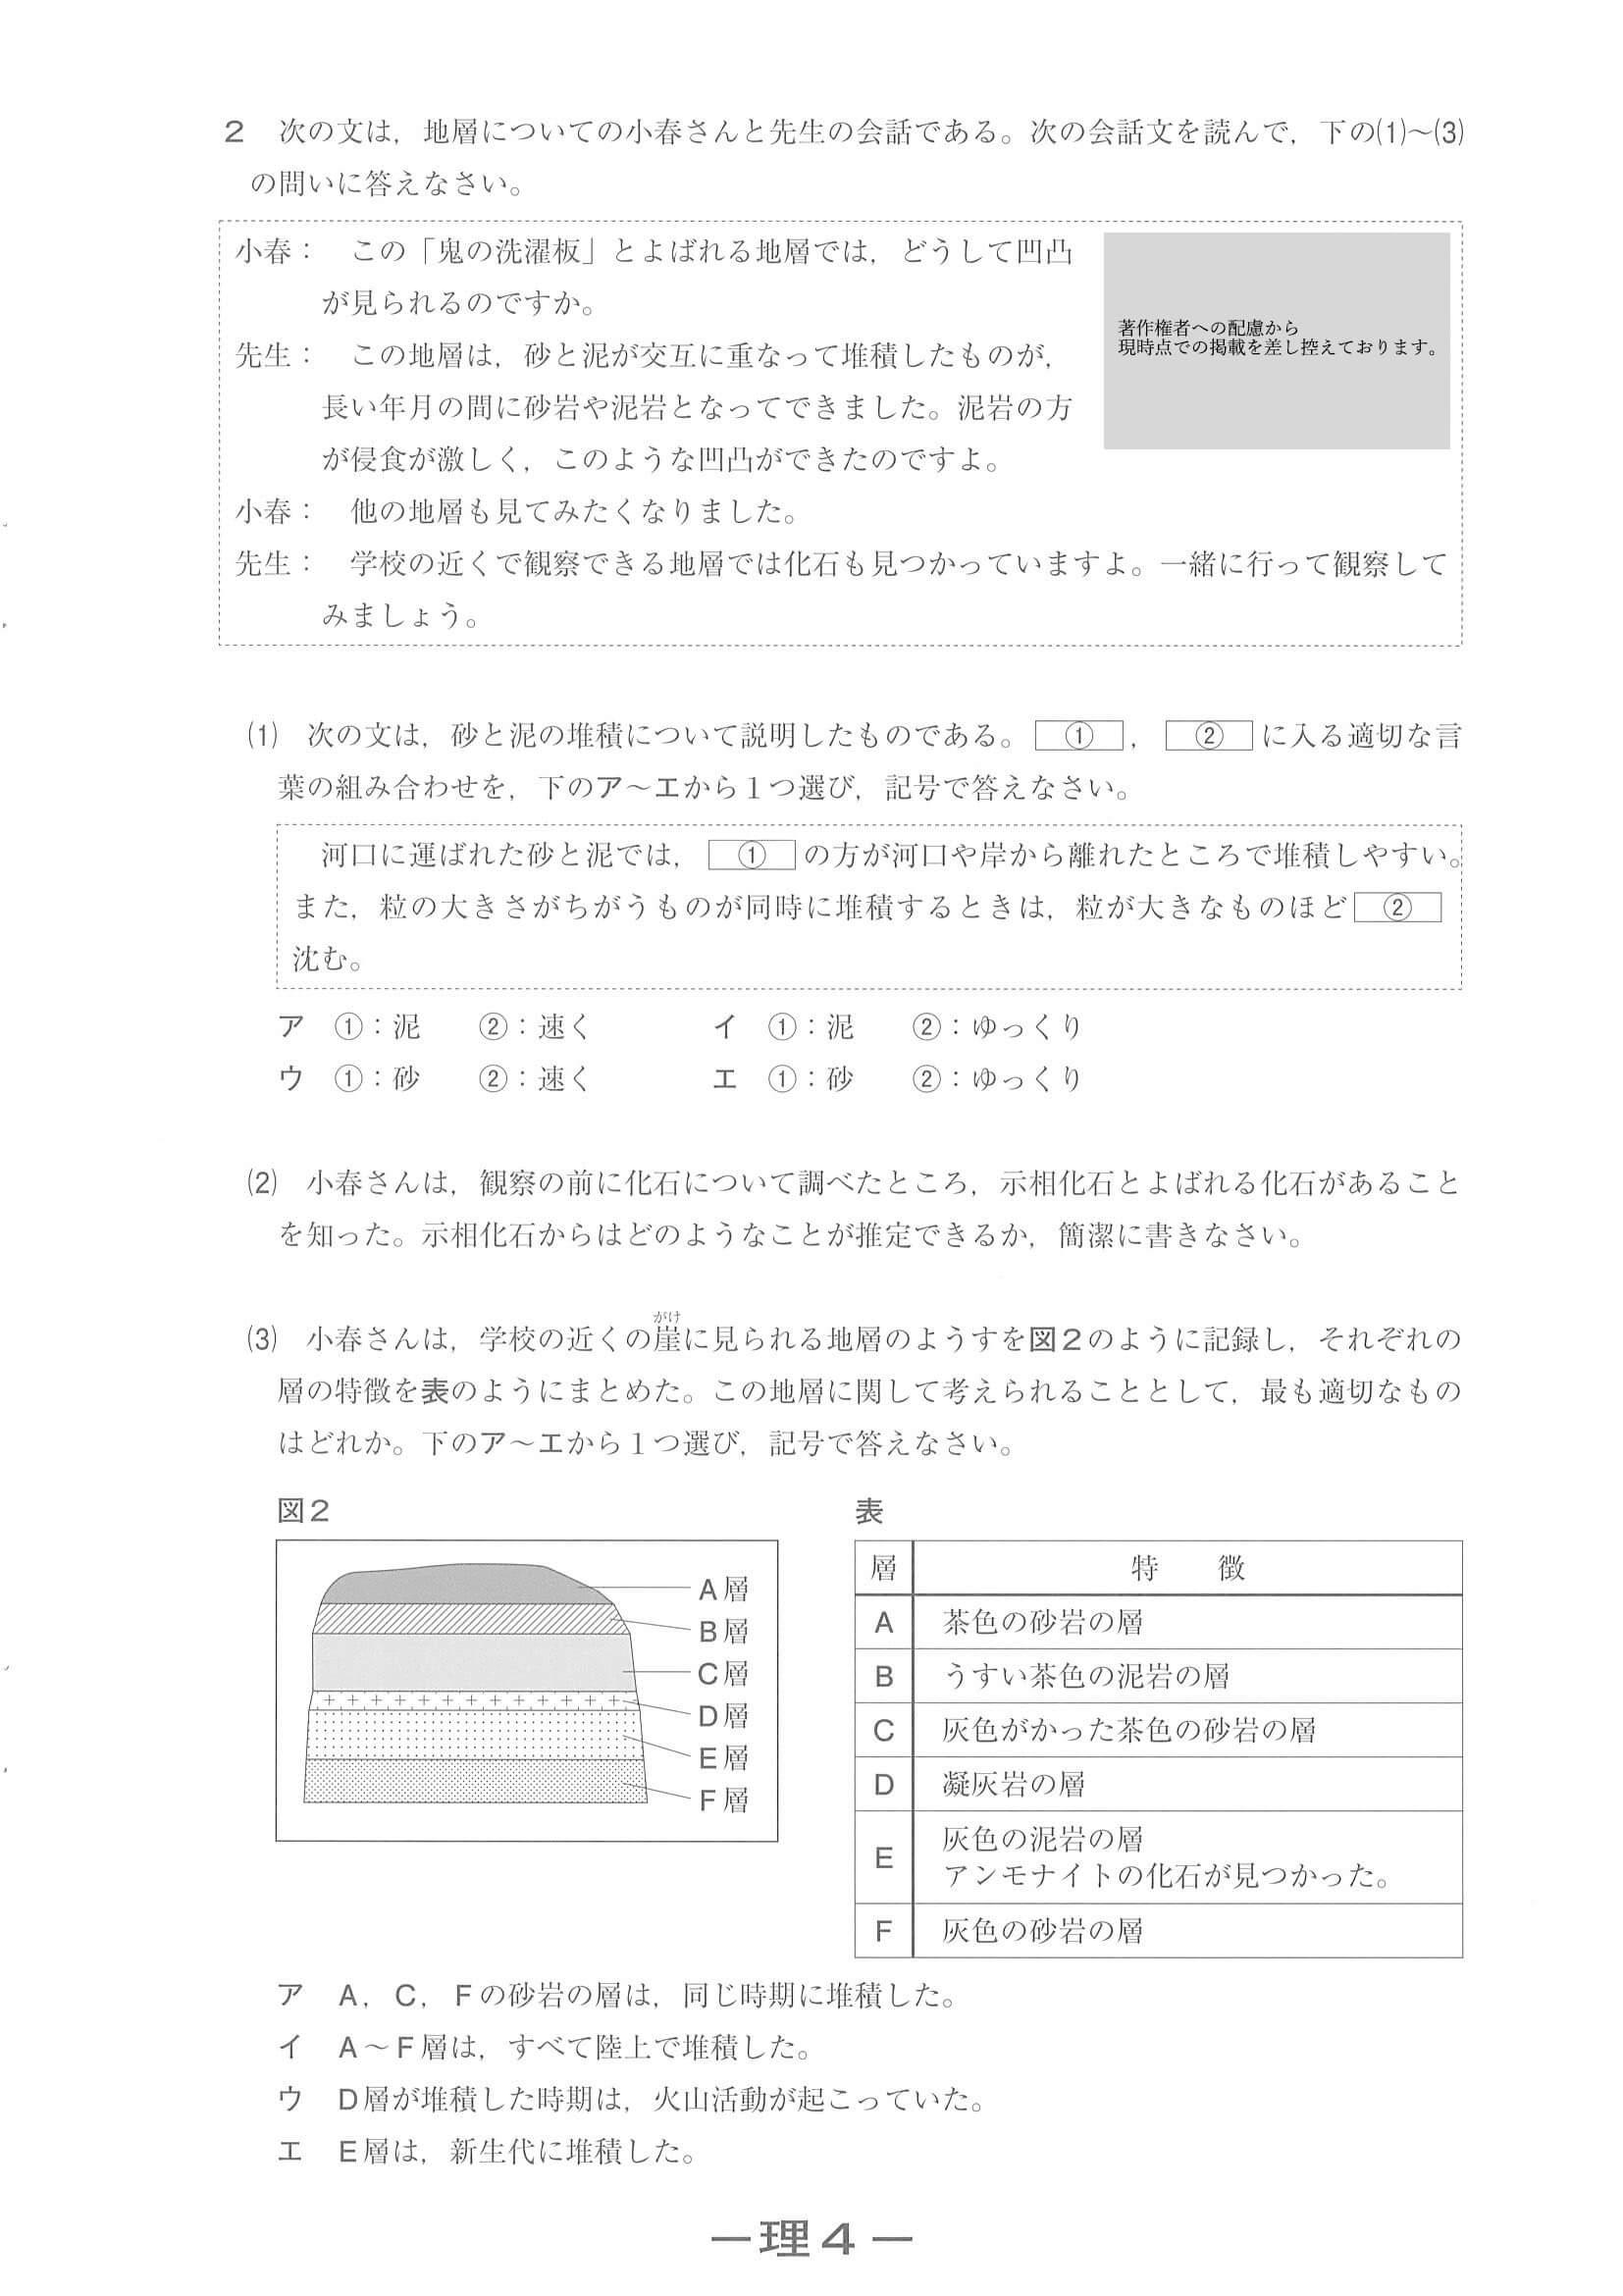 2 次の文は，地層についての小春さんと先生の会話である。次の会話文を読んで，下の⑴～⑶
の問いに答えなさい。
小春： この「鬼の洗濯板」とよばれる地層では，どうして凹凸
が見られるのですか。
先生： この地層は，砂と泥が交互に重なって堆積したものが，
長い年月の間に砂岩や泥岩となってできました。泥岩の方
が侵食が激しく，このような凹凸ができたのですよ。
著作権者への配慮から
現時点での掲載を差し控えております。
小春： 他の地層も見てみたくなりました。
先生： 学校の近くで観察できる地層では化石も見つかっていますよ。一緒に行って観察して
みましょう。
⑴ 次の文は，砂と泥の堆積について説明したものである。①，②に入る適切な言
葉の組み合わせを，下のア～エから１つ選び，記号で答えなさい。
河口に運ばれた砂と泥では，①の方が河口や岸から離れたところで堆積しやすい。
また，粒の大きさがちがうものが同時に堆積するときは，粒が大きなものほど②
沈む。
ア ①：泥 ②：速く イ ①：泥 ②：ゆっくり
ウ ①：砂 ②：速く エ ①：砂 ②：ゆっくり
⑵ 小春さんは，観察の前に化石について調べたところ，示相化石とよばれる化石があること
を知った。示相化石からはどのようなことが推定できるか，簡潔に書きなさい。
がけ
⑶ 小春さんは，学校の近くの崖に見られる地層のようすを図２のように記録し，それぞれの
層の特徴を表のようにまとめた。この地層に関して考えられることとして，最も適切なもの
はどれか。下のア～エから１つ選び，記号で答えなさい。
図２
A層
B層
C層
D層
E層
F層
表
層 特 徴
A 茶色の砂岩の層
B うすい茶色の泥岩の層
C 灰色がかった茶色の砂岩の層
D 凝灰岩の層
E 灰色の泥岩の層
アンモナイトの化石が見つかった。
F 灰色の砂岩の層
ア A，C，Fの砂岩の層は，同じ時期に堆積した。
イ A～F層は，すべて陸上で堆積した。
ウ D層が堆積した時期は，火山活動が起こっていた。
エ E層は，新生代に堆積した。
―理４―